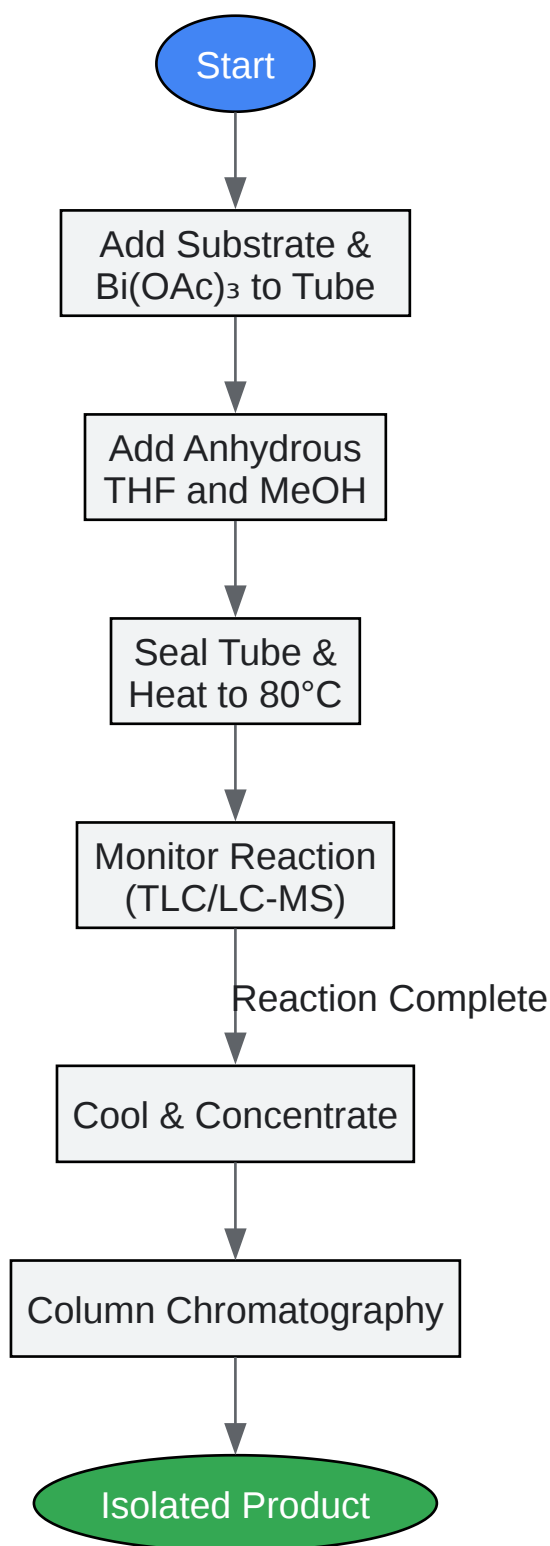 Start
Add Substrate &
Bi(OAc)₃ to Tube
Add Anhydrous
THF and MeOH
Seal Tube &
Heat to 80°C
Monitor Reaction
(TLC/LC-MS)
Reaction Complete
Cool & Concentrate
Column Chromatography
Isolated Product